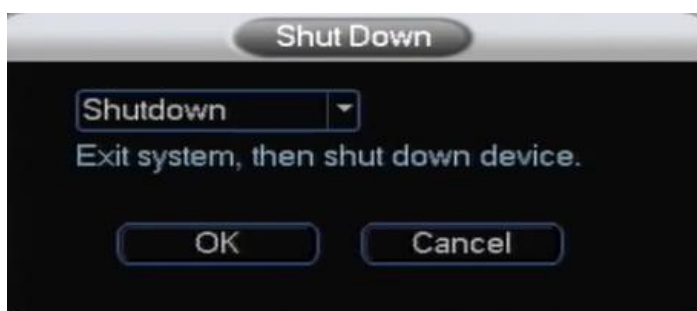 Shut Down
Shutdown
Exit system, then shut down device.
OK Cancel